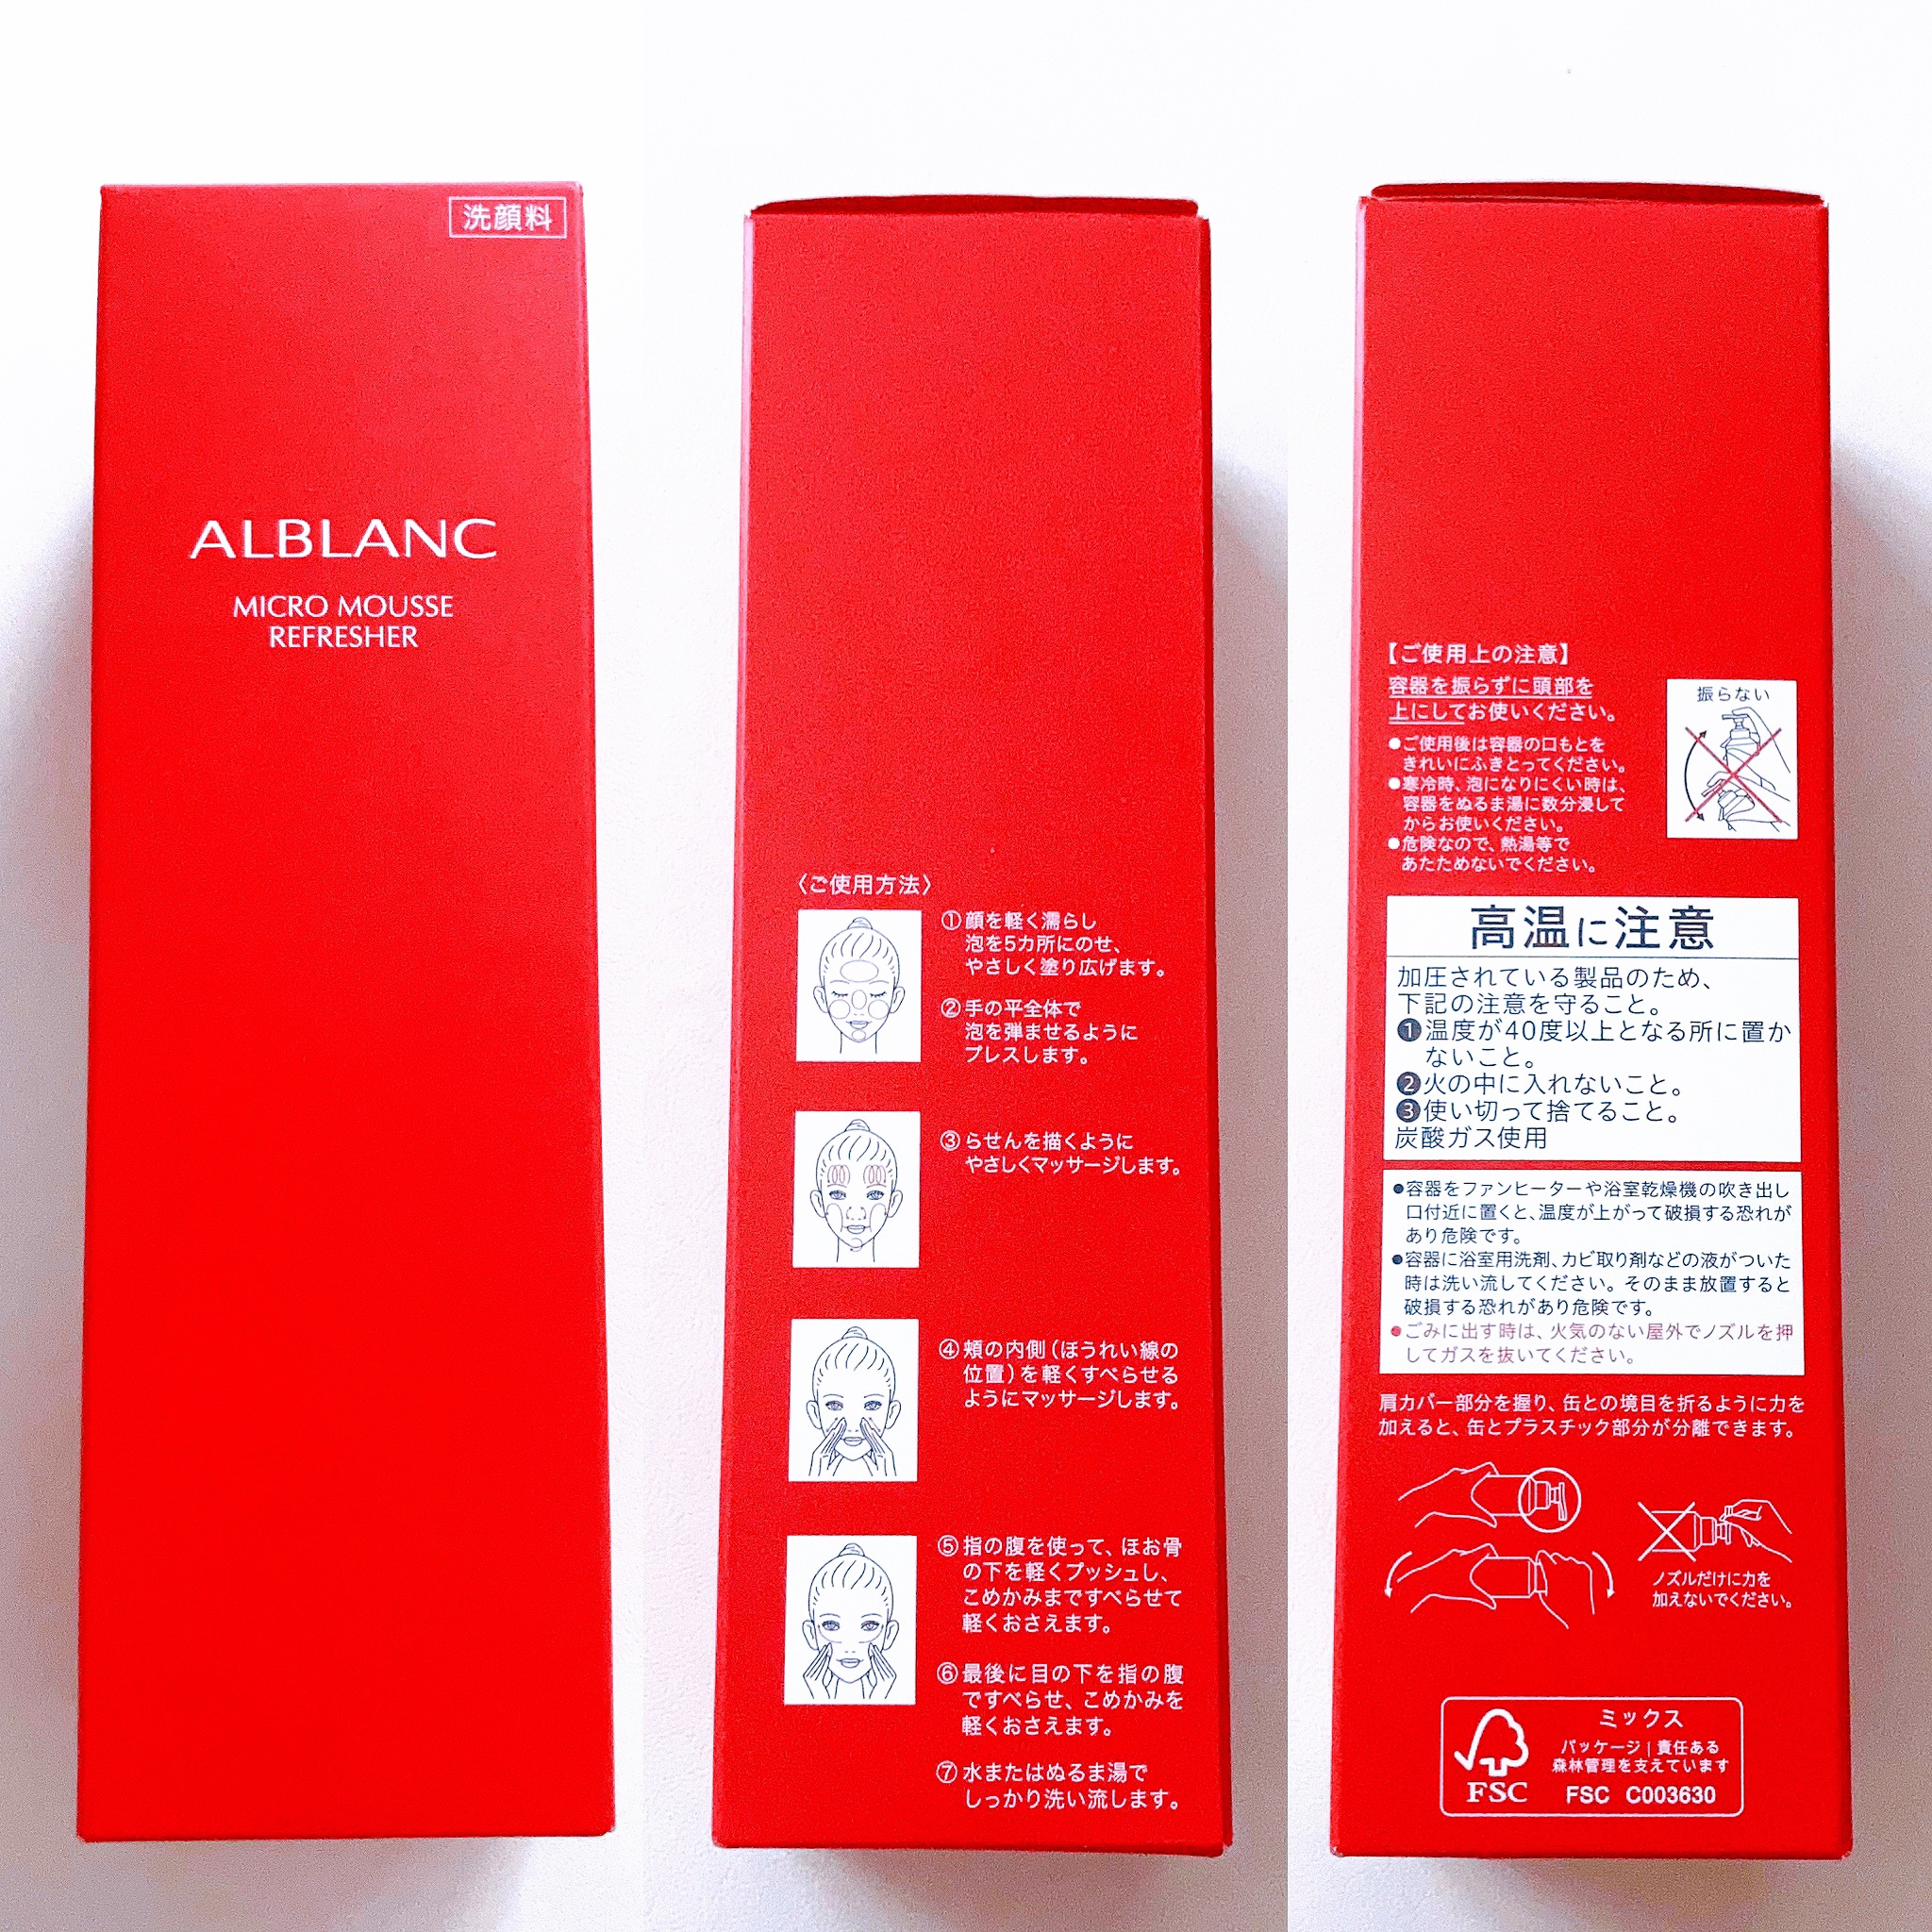 洗顔料
ALBLANC
MICRO MOUSSE
REFRESHER
〈ご使用方法〉
①顔を軽く濡らし
泡を5カ所にのせ、
やさしく塗り広げます。
②手の平全体で
泡を弾ませるように
プレスします。
③らせんを描くように
やさしくマッサージします。
④頬の内側(ほうれい線の
位置)を軽くすべらせる
ようにマッサージします。
⑤指の腹を使って、ほお骨
の下を軽くプッシュし、
こめかみまですべらせて
軽くおさえます。
⑥最後に目の下を指の腹
ですべらせ、こめかみを
軽くおさえます。
⑦水またはぬるま湯で
しっかり洗い流します。
【ご使用上の注意】
容器を振らずに頭部を
上にしてお使いください。
●ご使用後は容器の口もとを
きれいにふきとってください。
●寒冷時、泡になりにくい時は、
容器をぬるま湯に数分浸して
からお使いください。
●危険なので、熱湯等で
あたためないでください。
振らない
高温に注意
加圧されている製品のため、
下記の注意を守ること。
❶温度が40度以上となる所に置か
ないこと。
❷火の中に入れないこと。
❸使い切って捨てること。
炭酸ガス使用
●容器をファンヒーターや浴室乾燥機の吹き出し
口付近に置くと、温度が上がって破損する恐れが
あり危険です。
●容器に浴室用洗剤、カビ取り剤などの液がついた
時は洗い流してください。そのまま放置すると
破損する恐れがあり危険です。
●ごみに出す時は、火気のない屋外でノズルを押
してガスを抜いてください。
肩カバー部分を握り、缶との境目を折るように力を
加えると、缶とプラスチック部分が分離できます。
ノズルだけに力を
加えないでください。
FSC
ミックス
パッケージ|責任ある
森林管理を支えています
FSC C003630